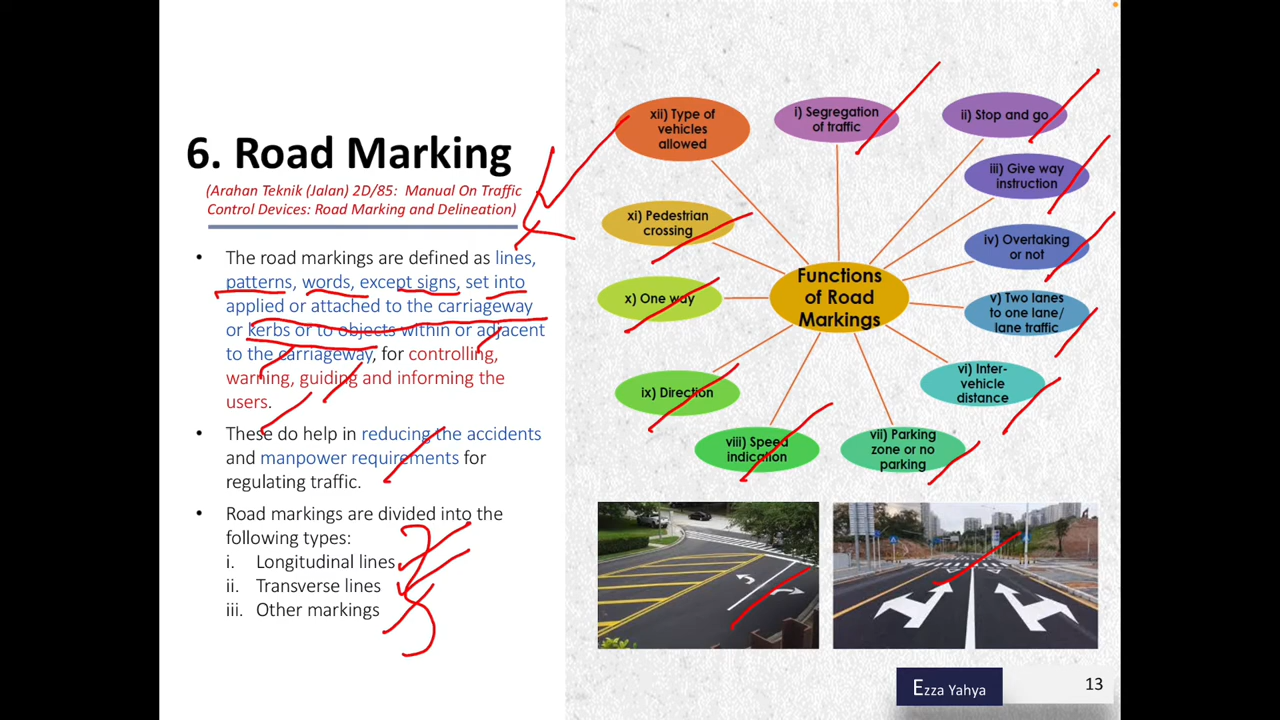 6. Road Marking
(Arahan Teknik (Jalan) 2D/85: Manual On Traffic
Control Devices: Road Marking and Delineation)
• The road markings are defined as lines,
patterns, words, except signs, set into
applied or attached to the carriageway
or kerbs or to objects within or adjacent
to the carriageway, for controlling,
warning, guiding and informing the
users.
• These do help in reducing the accidents
and manpower requirements for
regulating traffic.
• Road markings are divided into the
following types:
i. Longitudinal lines
ii. Transverse lines
iii. Other markings
Functions
of Road
Markings
i) Segregation
of traffic
ii) Stop and go
iii) Give way
instruction
iv) Overtaking
or not
v) Two lanes
to one lane/
lane traffic
vi) Inter-
vehicle
distance
vii) Parking
zone or no
parking
viii) Speed
indication
ix) Direction
x) One way
xi) Pedestrian
crossing
xii) Type of
vehicles
allowed
Ezza Yahya
13